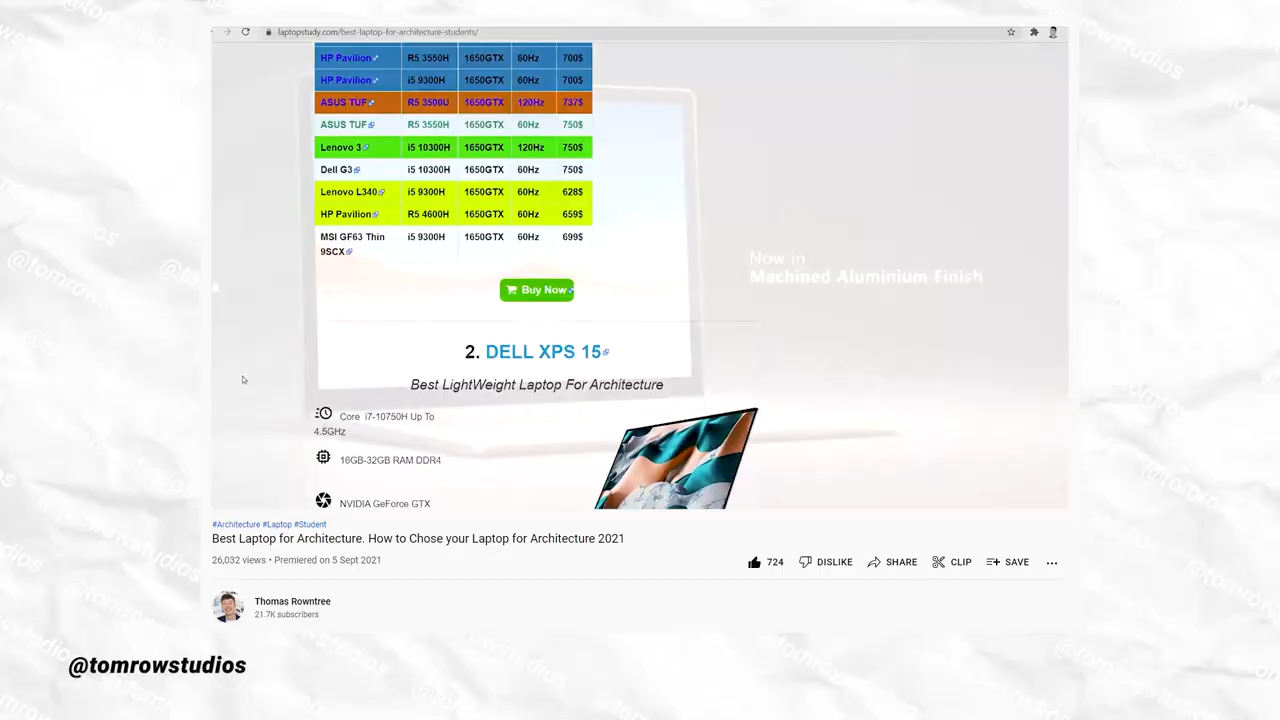 laptopstudy.com/best-laptop-for-architecture-students/
HP Pavilion R5 3550H 1650GTX 60Hz 700$
HP Pavilion i5 9300H 1650GTX 60Hz 700$
ASUS TUF R5 3500U 1650GTX 120Hz 737$
ASUS TUF R5 3550H 1650GTX 60Hz 750$
Lenovo 3 i5 10300H 1650GTX 120Hz 750$
Dell G3 i5 10300H 1650GTX 60Hz 750$
Lenovo L340 i5 9300H 1650GTX 60Hz 628$
HP Pavilion R5 4600H 1650GTX 60Hz 659$
MSI GF63 Thin i5 9300H 1650GTX 60Hz 699$
9SCX
Now in
Machined Aluminium Finish
Buy Now
2. DELL XPS 15
Best LightWeight Laptop For Architecture
Core i7-10750H Up To
4.5GHz
16GB-32GB RAM DDR4
NVIDIA GeForce GTX
#Architecture #Laptop #Student
Best Laptop for Architecture. How to Chose your Laptop for Architecture 2021
26,032 views • Premiered on 5 Sept 2021
724 DISLIKE SHARE CLIP SAVE
Thomas Rowntree
21.7K subscribers
@tomrowstudios